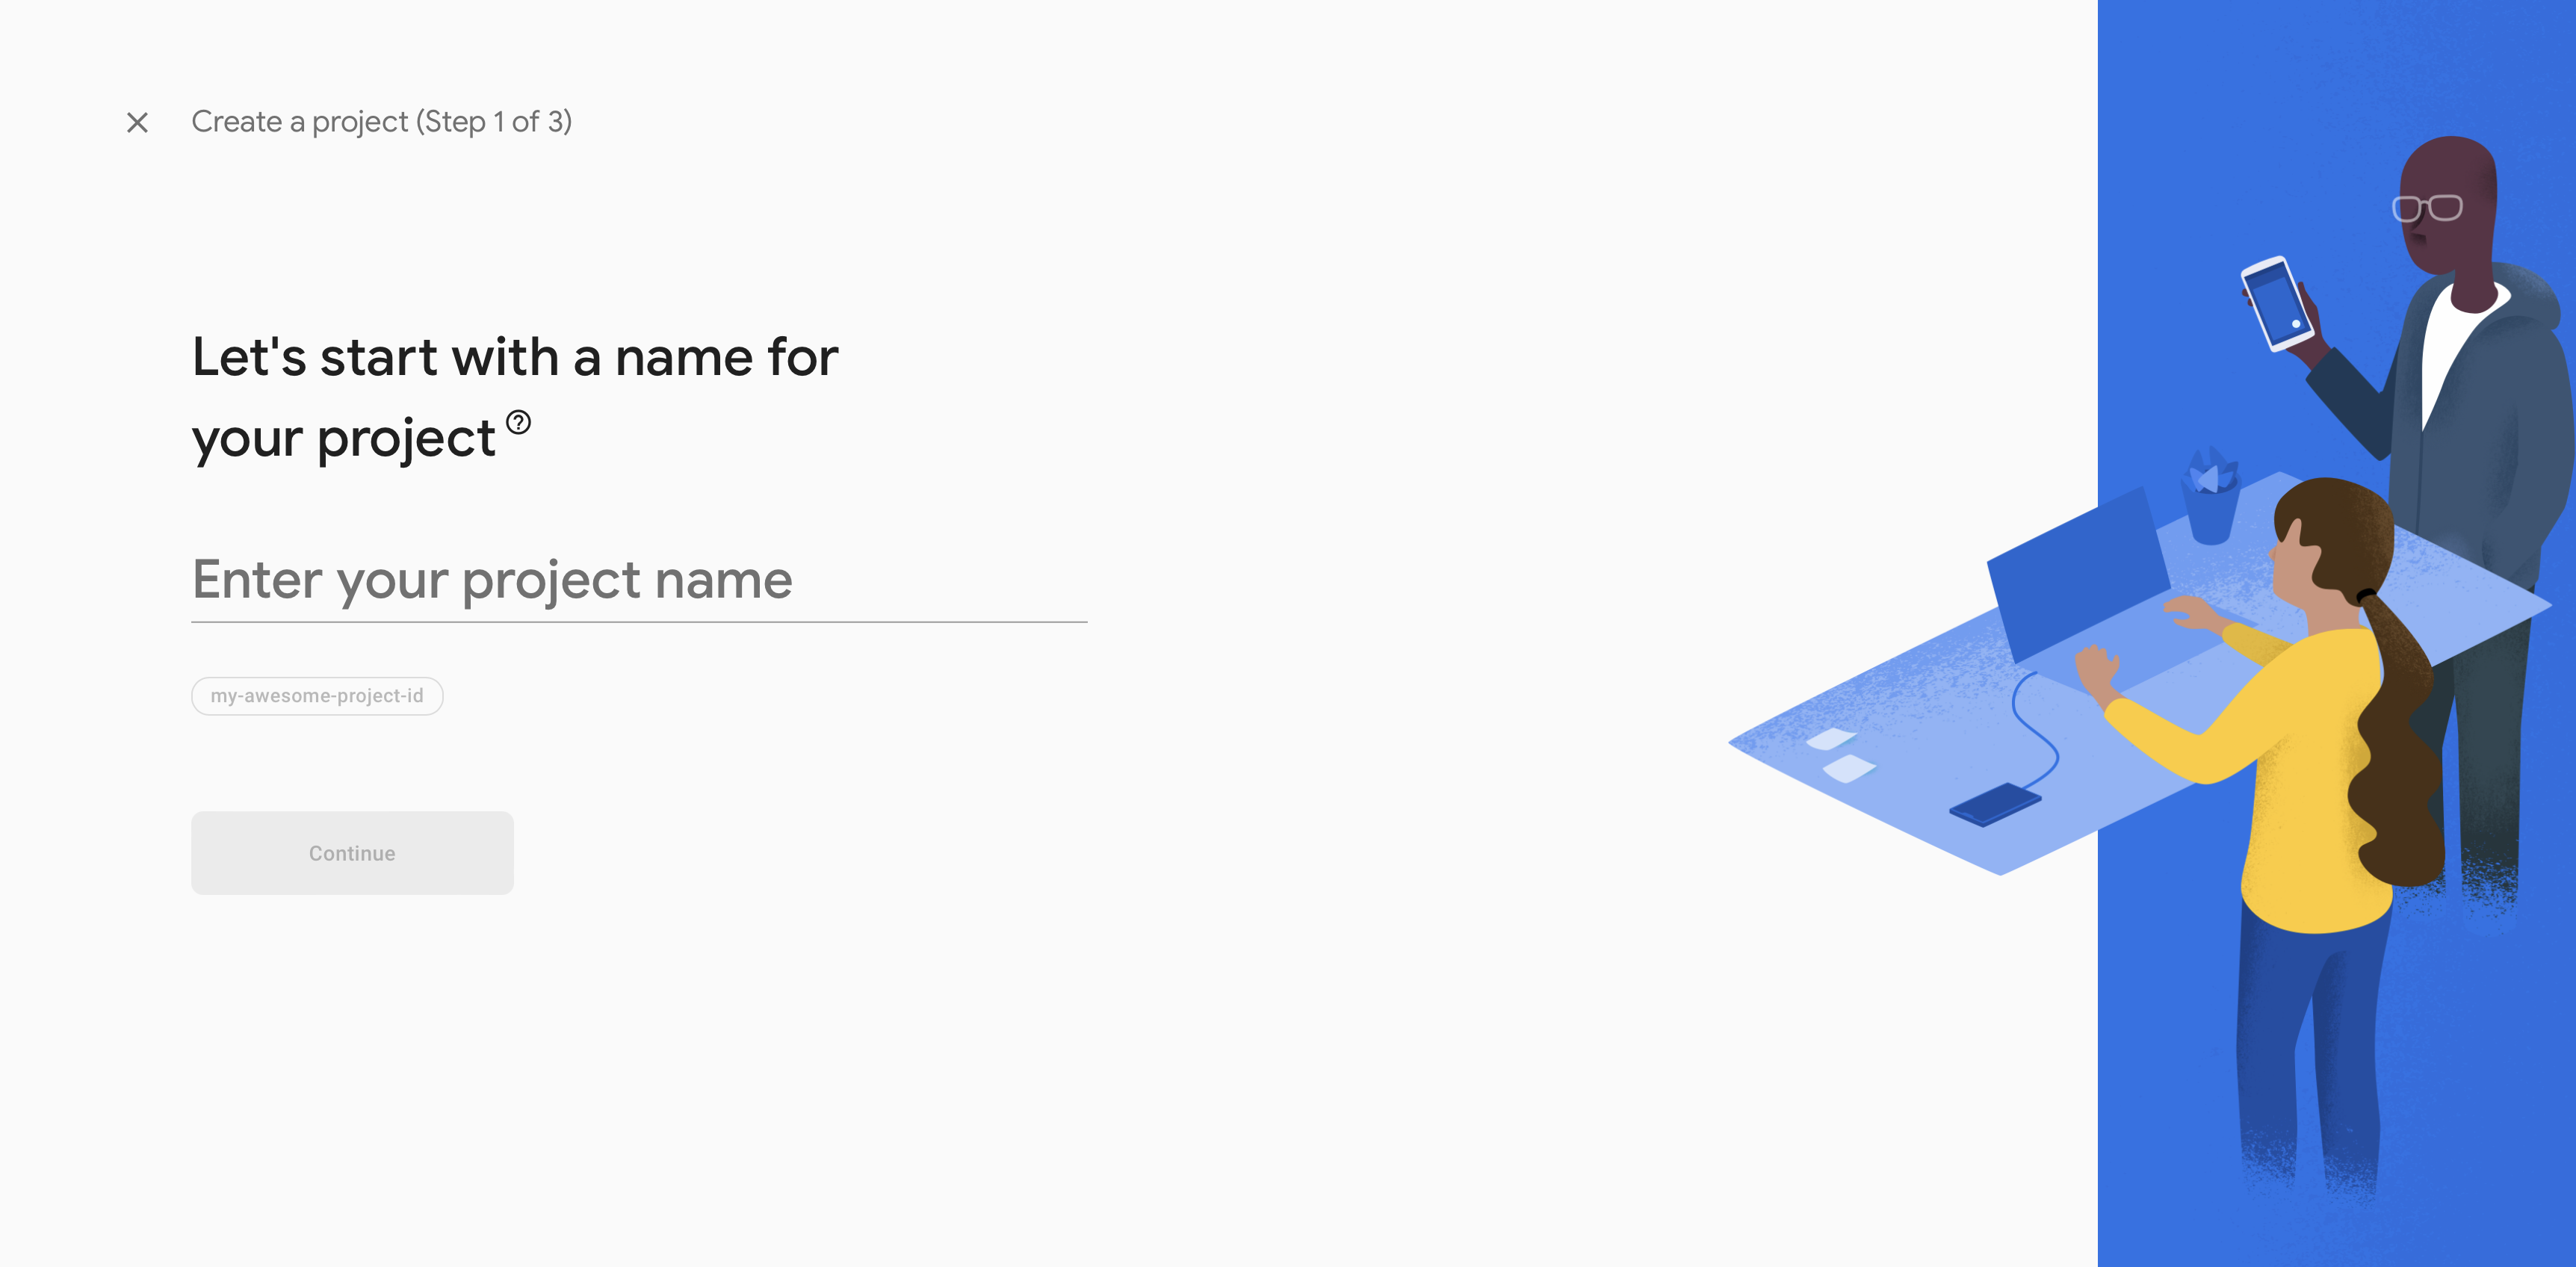 Create a project (Step 1 of 3)
Let's start with a name for
your project
Enter your project name
my-awesome-project-id
Continue